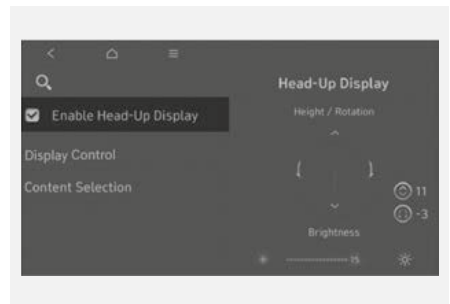 Head-Up Display
Enable Head-Up Display
Height / Rotation
Display Control
Content Selection
11
-3
Brightness
15